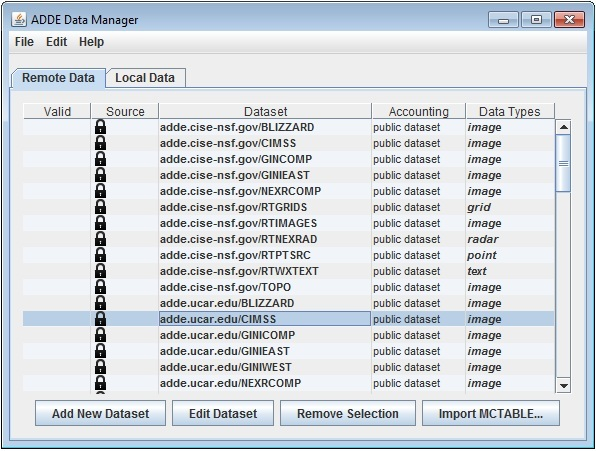 ADDE Data Manager
File Edit Help
Remote Data Local Data
Valid Source Dataset Accounting Data Types
adde.cise-nsf.gov/BLIZZARD public dataset image
adde.cise-nsf.gov/CIMSS public dataset image
adde.cise-nsf.gov/GINCOMP public dataset image
adde.cise-nsf.gov/GINIEAST public dataset image
adde.cise-nsf.gov/NEXRCOMP public dataset image
adde.cise-nsf.gov/RTGRIDS public dataset grid
adde.cise-nsf.gov/RTIMAGES public dataset image
adde.cise-nsf.gov/RTNEXRAD public dataset radar
adde.cise-nsf.gov/RTPTSRC public dataset point
adde.cise-nsf.gov/RTWXTEXT public dataset text
adde.cise-nsf.gov/TOPO public dataset image
adde.ucar.edu/BLIZZARD public dataset image
adde.ucar.edu/CIMSS public dataset image
adde.ucar.edu/GINICOMP public dataset image
adde.ucar.edu/GINIEAST public dataset image
adde.ucar.edu/GINIWEST public dataset image
adde.ucar.edu/NEXRCOMP public dataset image
Add New Dataset Edit Dataset Remove Selection Import MCTABLE...